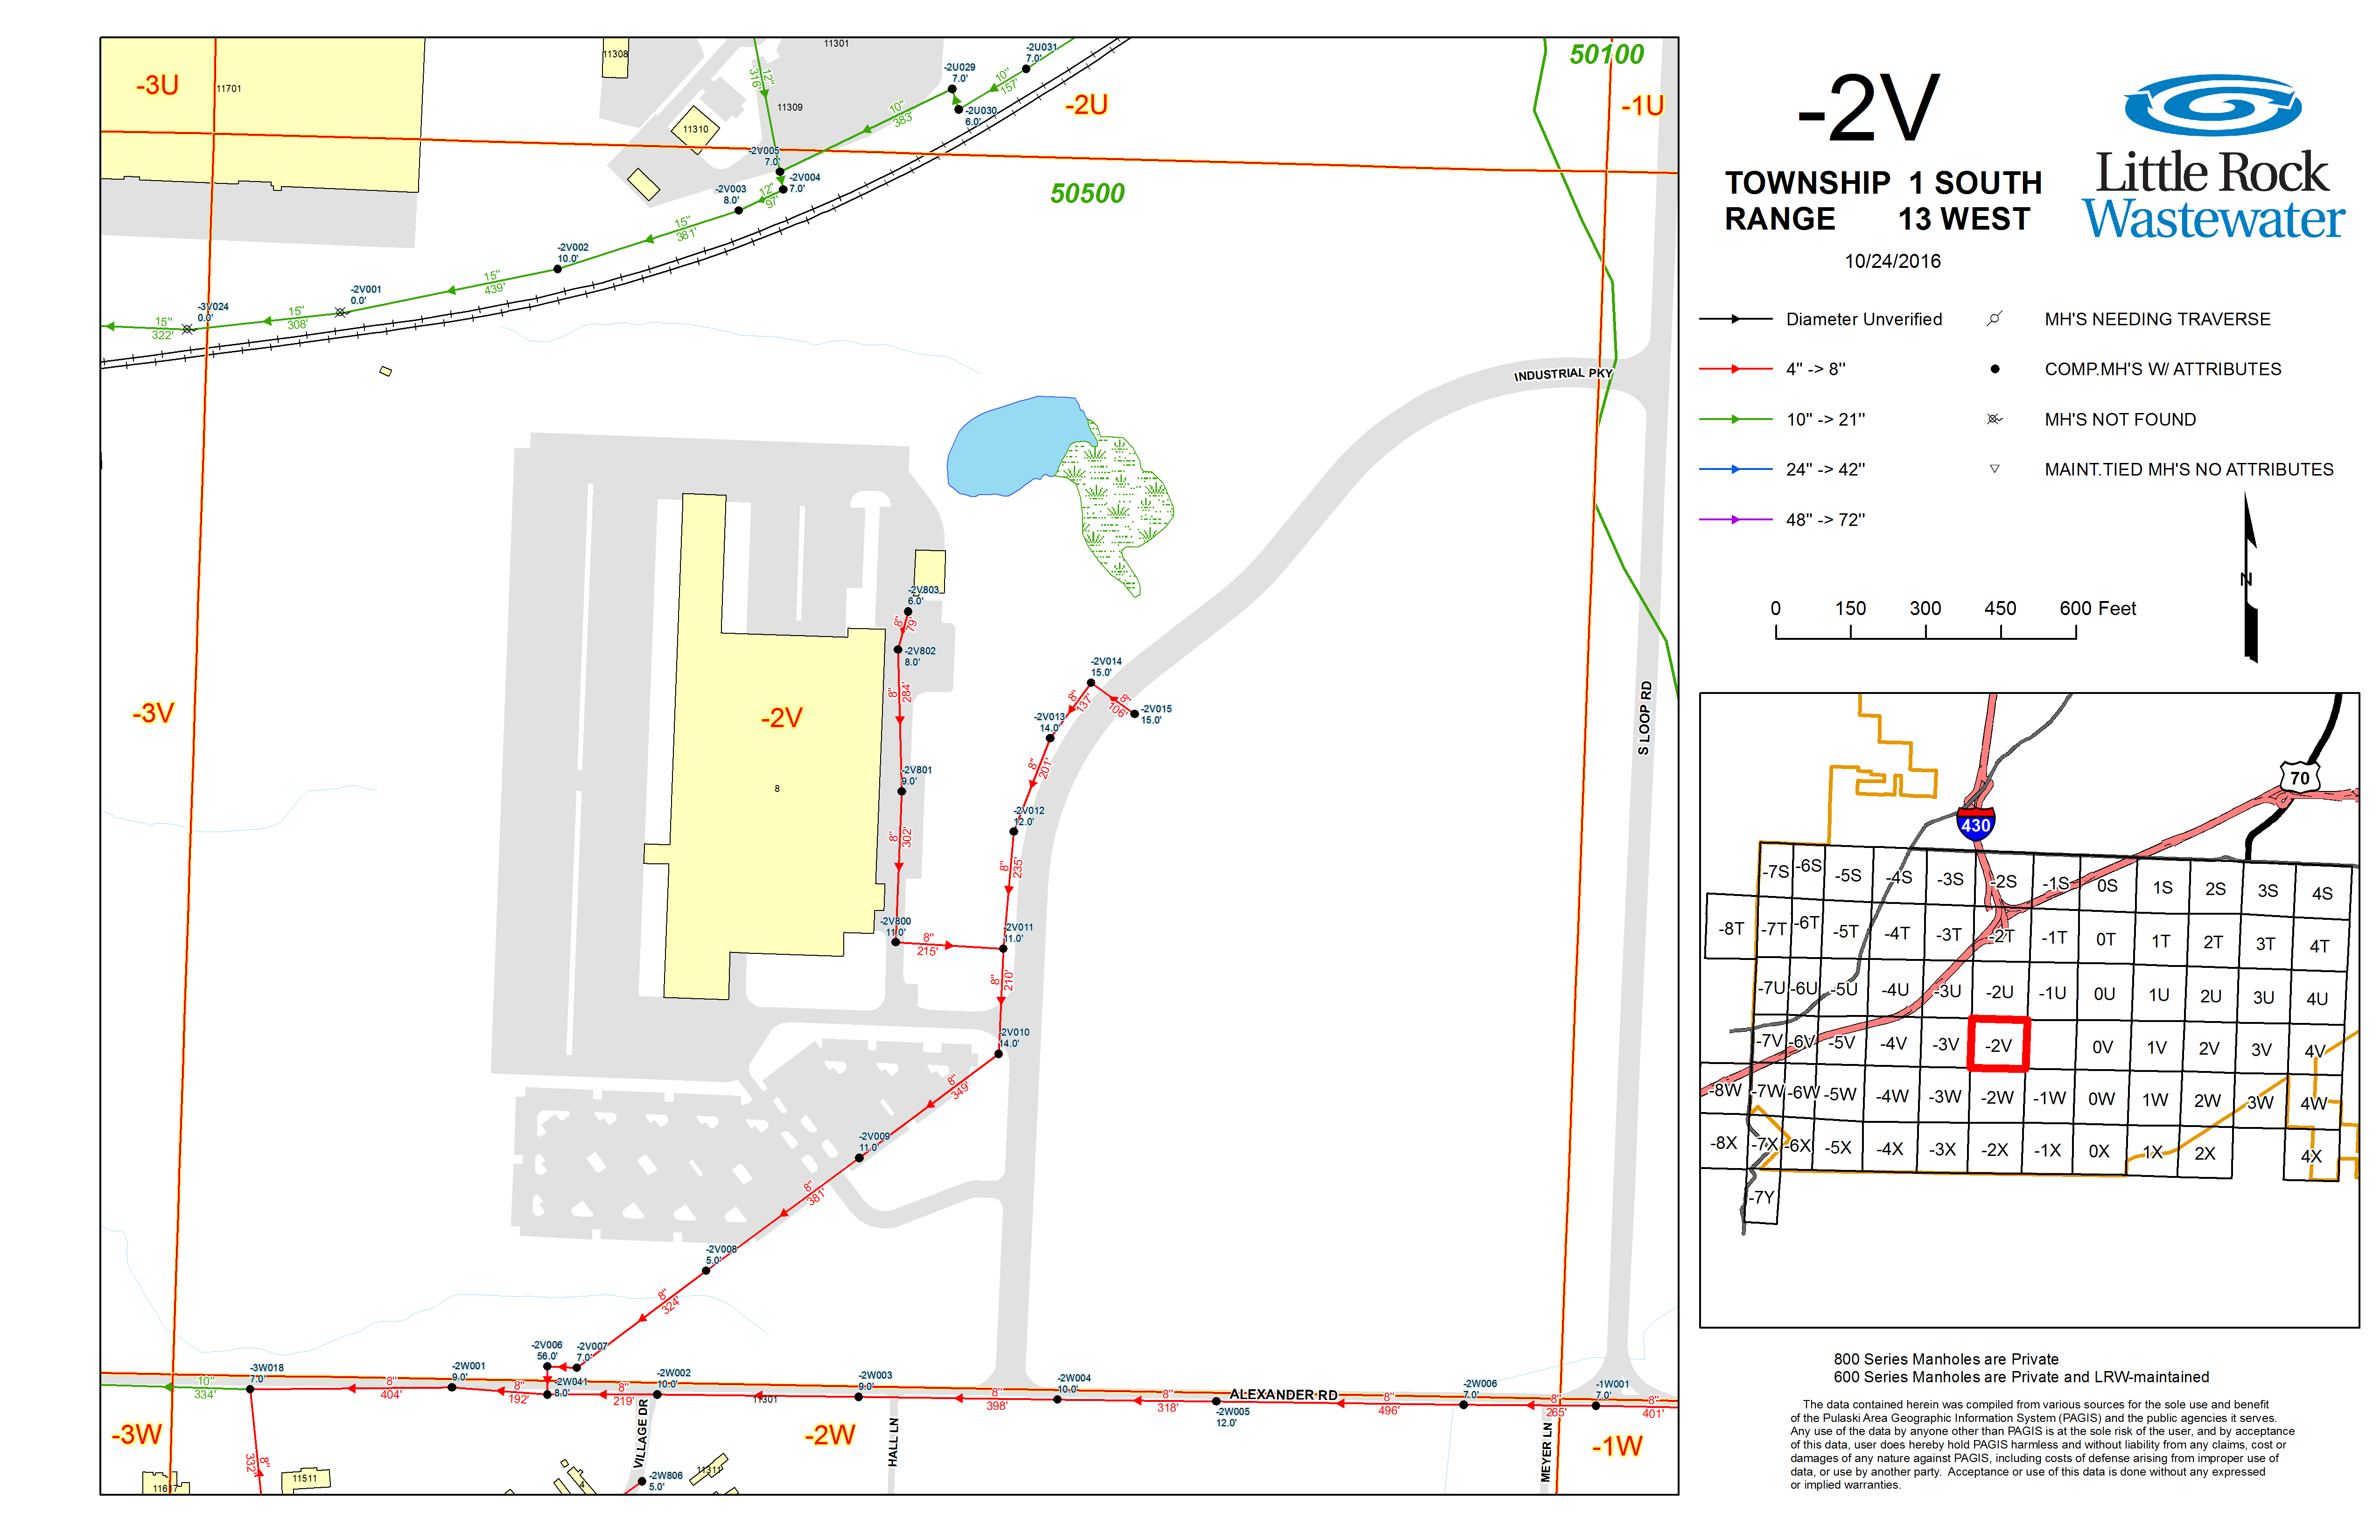 -2V
TOWNSHIP 1 SOUTH
RANGE 13 WEST
10/24/2016
Little Rock
Wastewater
Diameter Unverified
4" -> 8"
10" -> 21"
24" -> 42"
48" -> 72"
MH'S NEEDING TRAVERSE
COMP.MH'S W/ ATTRIBUTES
MH'S NOT FOUND
MAINT.TIED MH'S NO ATTRIBUTES
N
0 150 300 450 600 Feet
-3U
11701
11308
11301
11310
11309
-2U
-1U
50100
50500
-2U031
7.0'
-2U029
7.0'
-2U030
6.0'
10"
157'
10"
383'
12"
316'
-2V005
7.0'
-2V004
7.0'
12"
97'
-2V003
8.0'
15"
381'
-2V002
10.0'
15"
439'
-2V001
0.0'
15"
308'
-3V024
0.0'
15"
322'
INDUSTRIAL PKY
S LOOP RD
-3V
-2V
8
-2V803
6.0'
8"
79'
-2V802
8.0'
8"
284'
-2V801
9.0'
8"
302'
-2V800
11.0'
8"
215'
-2V014
15.0'
8"
106'
-2V015
15.0'
8"
137'
-2V013
14.0'
8"
201'
-2V012
12.0'
8"
235'
-2V011
11.0'
8"
210'
-2V010
14.0'
8"
349'
-2V009
11.0'
8"
381'
-2V008
5.0'
8"
324'
-2V007
7.0'
-2V006
56.0'
-3W018
7.0'
10"
334'
8"
404'
-2W001
9.0'
8"
192'
-2W041
8.0'
8"
219'
-2W002
10.0'
11301
-2W003
9.0'
8"
398'
-2W004
10.0'
8"
318'
-2W005
12.0'
ALEXANDER RD
8"
496'
-2W006
7.0'
8"
265'
-1W001
7.0'
8"
401'
-3W
-2W
-1W
8"
332'
11617
11511
4
VILLAGE DR
-2W806
5.0'
11311
HALL LN
MEYER LN
430
70
-7S -6S -5S -4S -3S -2S -1S 0S 1S 2S 3S 4S
-8T -7T -6T -5T -4T -3T -2T -1T 0T 1T 2T 3T 4T
-7U -6U -5U -4U -3U -2U -1U 0U 1U 2U 3U 4U
-7V -6V -5V -4V -3V -2V 0V 1V 2V 3V 4V
-8W -7W -6W -5W -4W -3W -2W -1W 0W 1W 2W 3W 4W
-8X -7X -6X -5X -4X -3X -2X -1X 0X 1X 2X 4X
-7Y
800 Series Manholes are Private
600 Series Manholes are Private and LRW-maintained
The data contained herein was compiled from various sources for the sole use and benefit
of the Pulaski Area Geographic Information System (PAGIS) and the public agencies it serves.
Any use of the data by anyone other than PAGIS is at the sole risk of the user, and by acceptance
of this data, user does hereby hold PAGIS harmless and without liability from any claims, cost or
damages of any nature against PAGIS, including costs of defense arising from improper use of
data, or use by another party. Acceptance or use of this data is done without any expressed
or implied warranties.